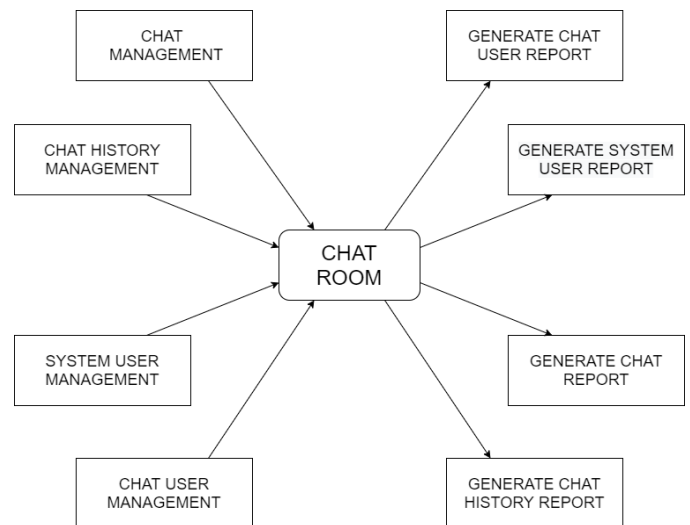 CHAT
MANAGEMENT
GENERATE CHAT
USER REPORT
CHAT HISTORY
MANAGEMENT
GENERATE SYSTEM
USER REPORT
CHAT
ROOM
SYSTEM USER
MANAGEMENT
GENERATE CHAT
REPORT
CHAT USER
MANAGEMENT
GENERATE CHAT
HISTORY REPORT